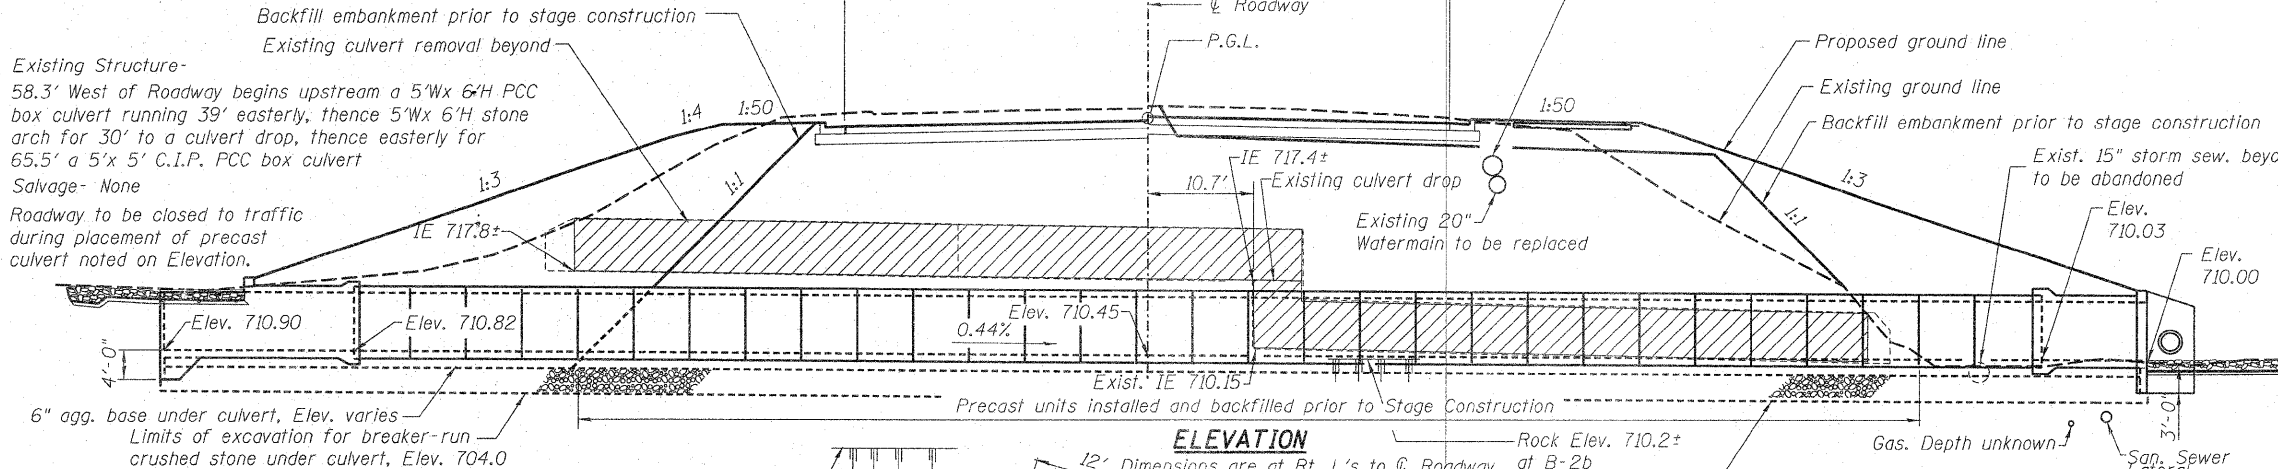 Backfill embankment prior to stage construction
Existing culvert removal beyond
℄ Roadway
P.G.L.
Proposed ground line
Existing ground line
Backfill embankment prior to stage construction
Exist. 15" storm sew.
to be abandoned
Existing Structure-
58.3' West of Roadway begins upstream a 5'Wx 6'H PCC
box culvert running 39' easterly, thence 5'Wx 6'H stone
arch for 30' to a culvert drop, thence easterly for
65.5' a 5'x 5' C.I.P. PCC box culvert
Salvage- None
Roadway to be closed to traffic
during placement of precast
culvert noted on Elevation.
1:4
1:50
1:50
1:3
1:1
1:3
1:1
IE 717.8±
IE 717.4±
10.7'
Existing culvert drop
Existing 20"
Watermain to be replaced
Elev.
710.03
Elev.
710.00
Elev. 710.90
Elev. 710.82
0.44%
Elev. 710.45
4'-0"
Exist. IE 710.15
3'-0"
6" agg. base under culvert, Elev. varies
Limits of excavation for breaker-run
crushed stone under culvert, Elev. 704.0
Precast units installed and backfilled prior to Stage Construction
ELEVATION
12'
Dimensions are at Rt. L's to ℄ Roadway
Rock Elev. 710.2±
at B-2b
Gas. Depth unknown
San. Sewer